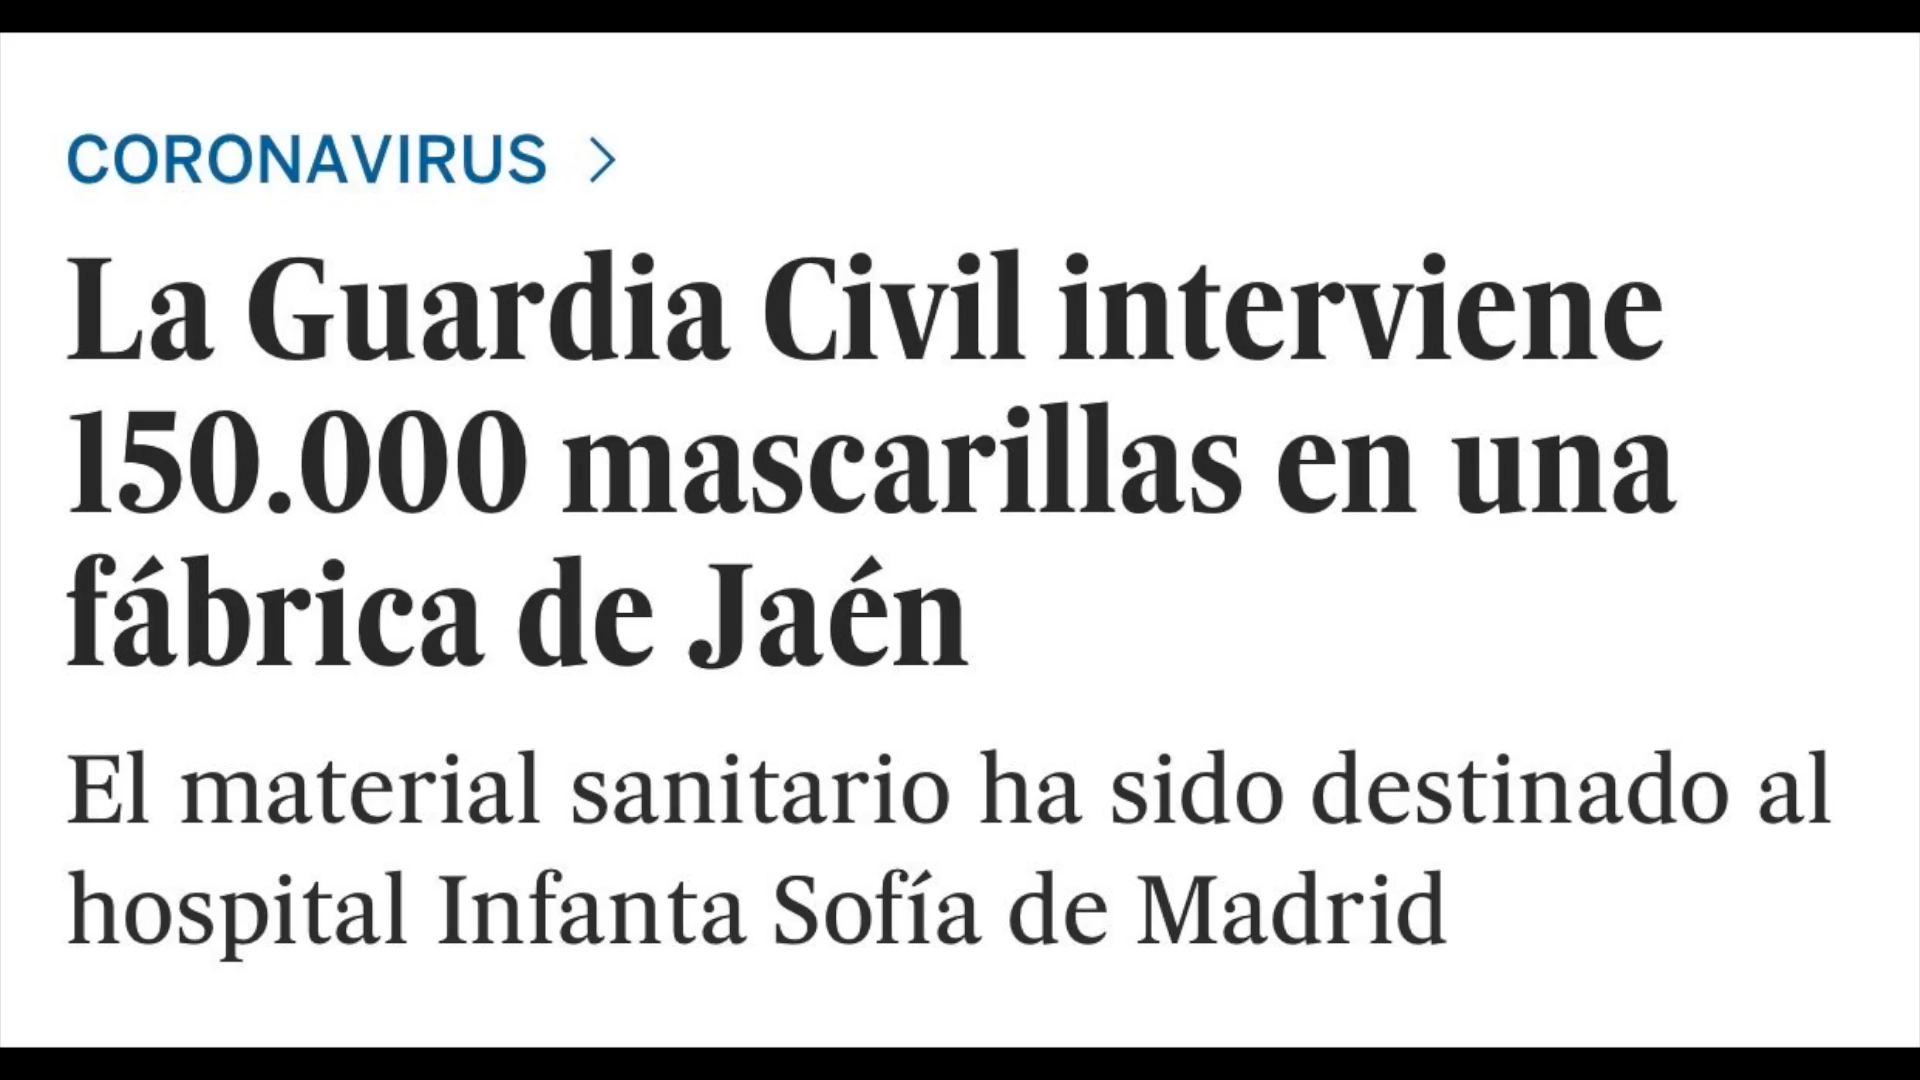 CORONAVIRUS >
La Guardia Civil interviene
150.000 mascarillas en una
fábrica de Jaén
El material sanitario ha sido destinado al
hospital Infanta Sofía de Madrid